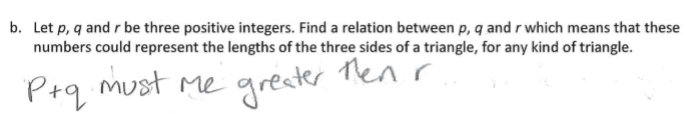 b. Let p, q and r be three positive integers. Find a relation between p, q and r which means that these
numbers could represent the lengths of the three sides of a triangle, for any kind of triangle.
P+q must me greater then r